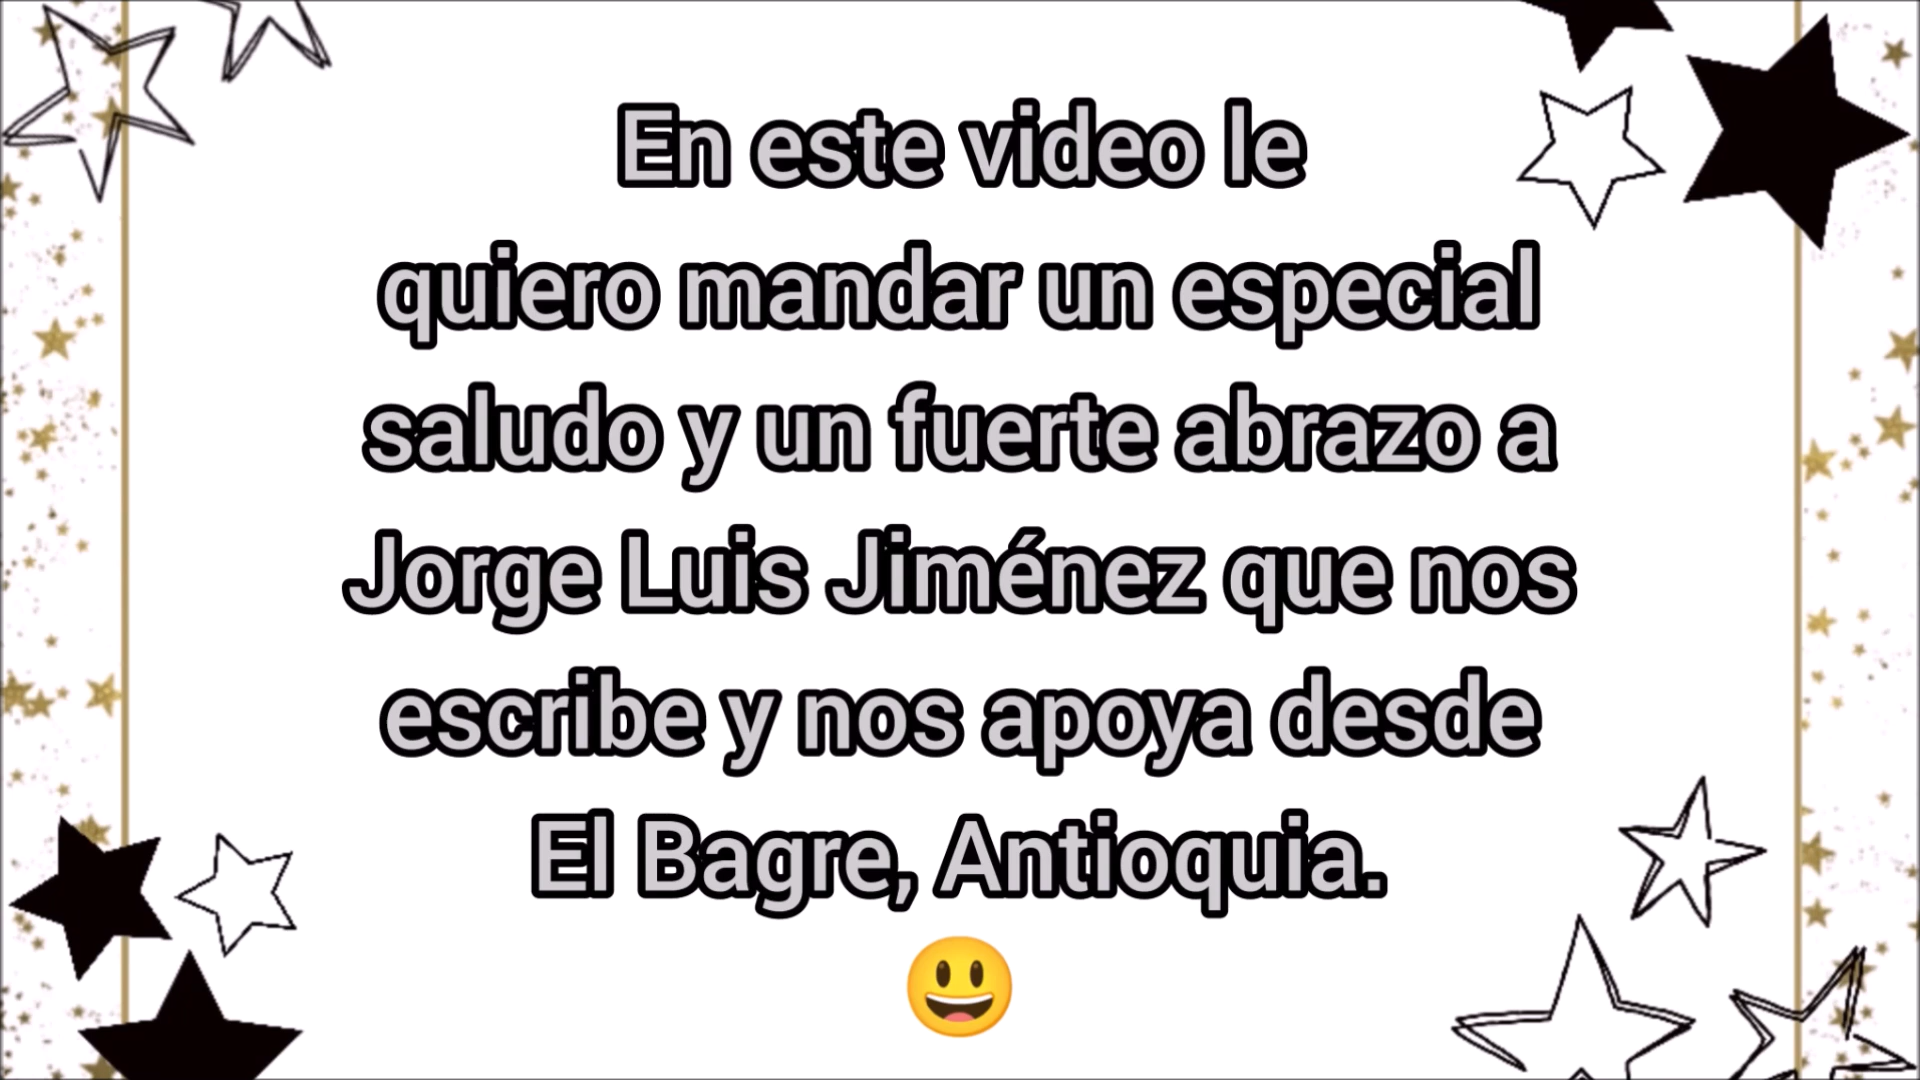 En este video le
quiero mandar un especial
saludo y un fuerte abrazo a
Jorge Luis Jiménez que nos
escribe y nos apoya desde
El Bagre, Antioquia.
😃